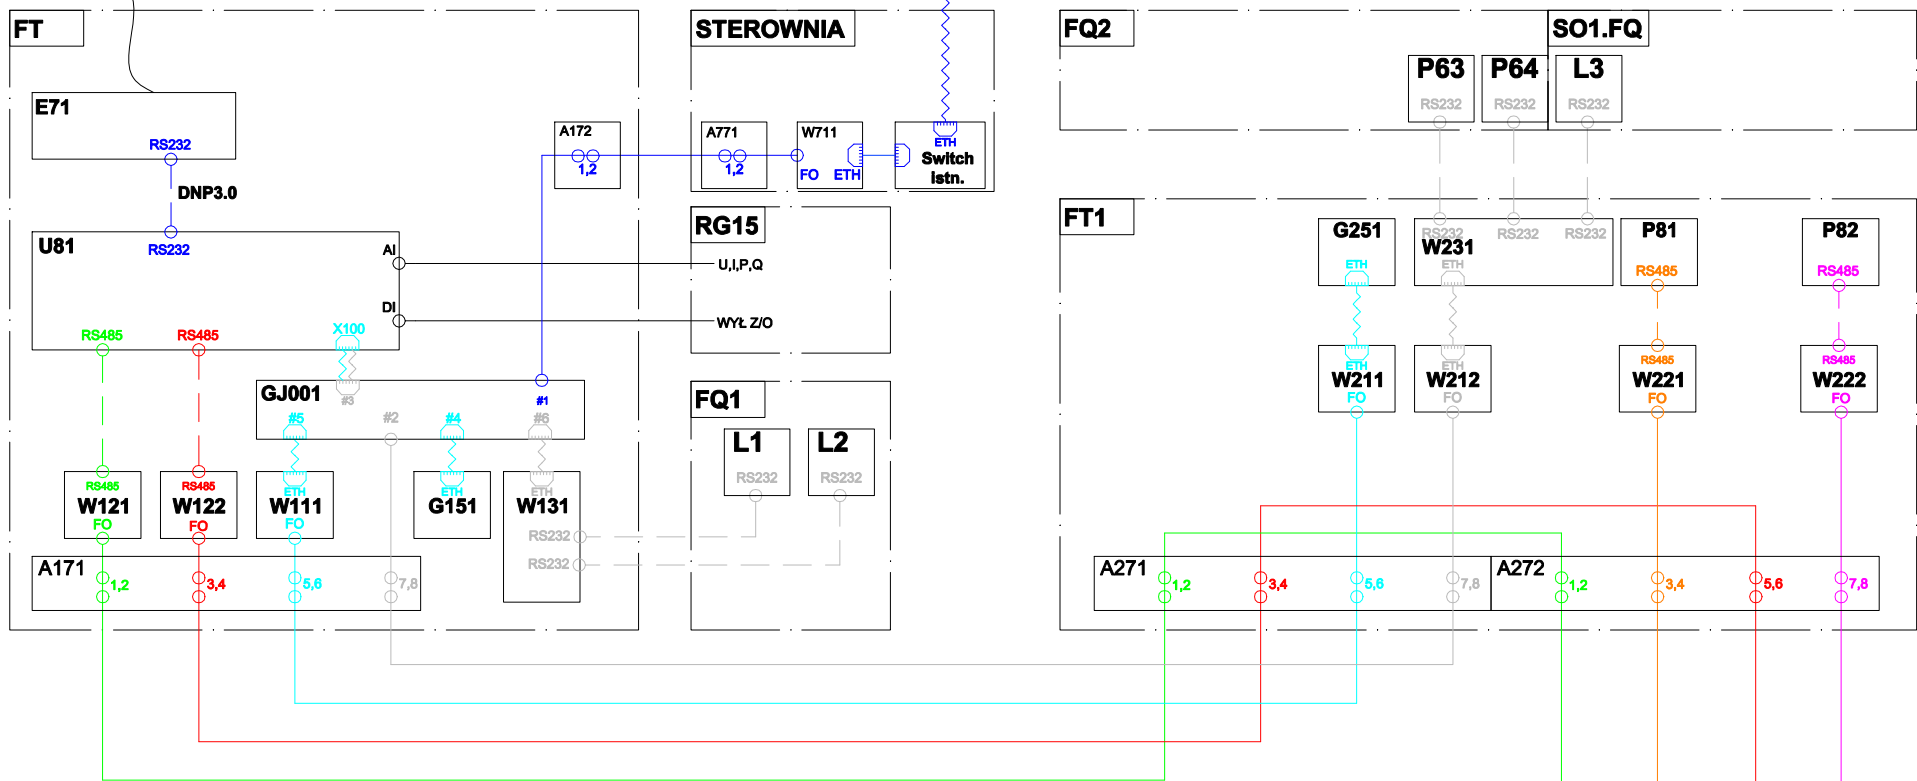 FT
STEROWNIA
FQ2
SO1.FQ
P63
P64
L3
RS232
RS232
RS232
E71
RS232
A172
1,2
A771
1,2
W711
FO
ETH
ETH
Switch
istn.
DNP3.0
RG15
U,I,P,Q
WYŁ Z/O
U81
RS232
AI
DI
RS485
RS485
X100
FT1
G251
ETH
RS232
RS232
RS232
W231
ETH
P81
RS485
P82
RS485
GJ001
#3
#1
#5
#2
#4
#6
FQ1
L1
RS232
L2
RS232
ETH
W211
FO
ETH
W212
FO
RS485
W221
FO
RS485
W222
FO
RS485
W121
FO
RS485
W122
FO
ETH
W111
FO
ETH
G151
ETH
W131
RS232
RS232
A171
1,2
3,4
5,6
7,8
A271
1,2
3,4
5,6
7,8
A272
1,2
3,4
5,6
7,8